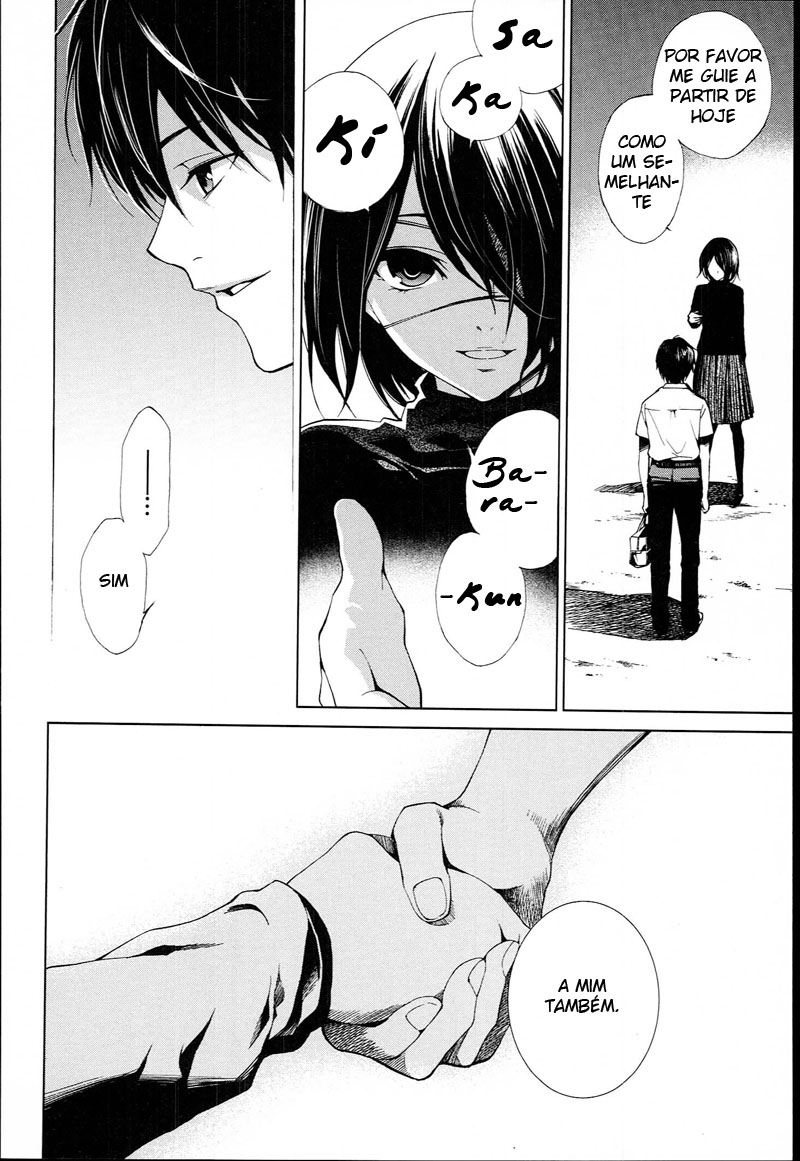 POR FAVOR
ME GUIE A
PARTIR DE
HOJE
COMO
UM SE-
MELHAN-
TE
Sa
Ka
Ki
Ba-
ra-
-Kun
—......
SIM
A MIM
TAMBÉM.